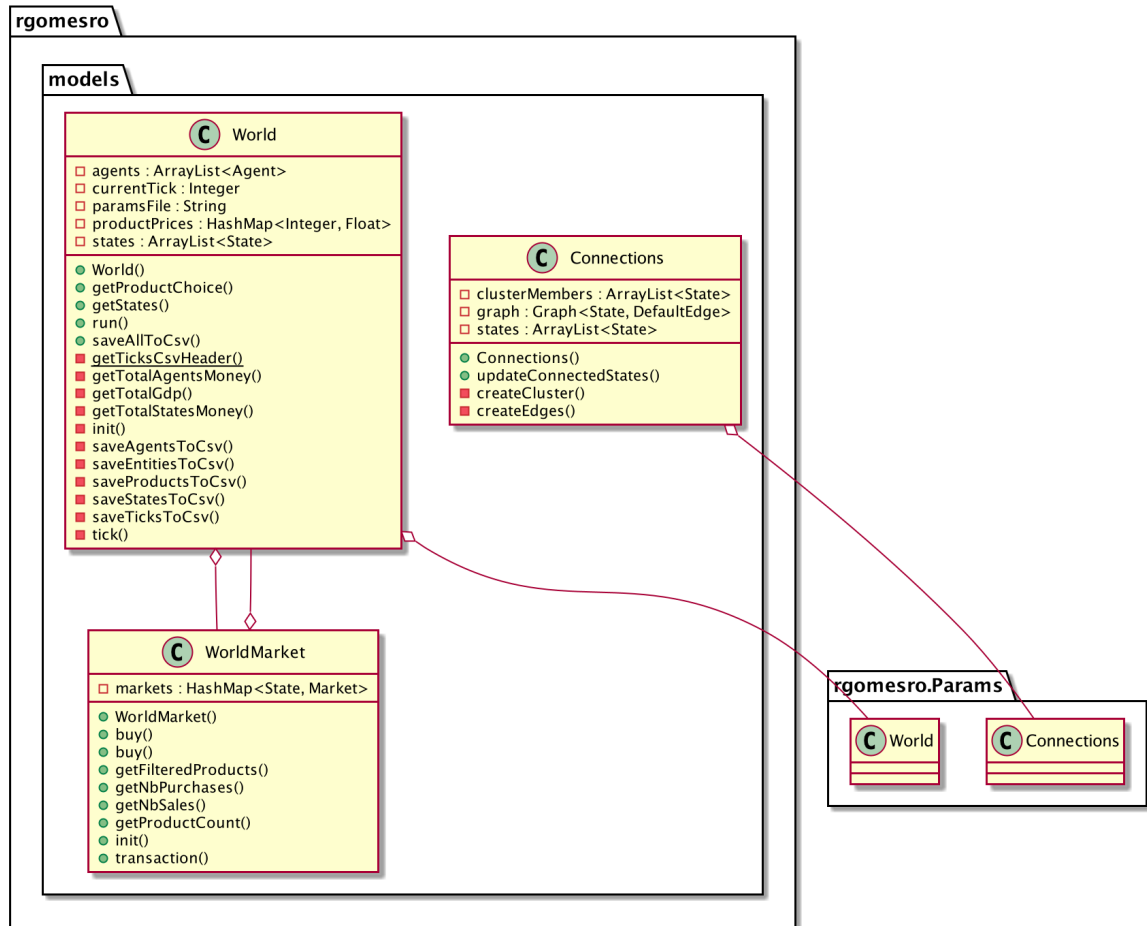 rgomesro
models
C World
agents : ArrayList<Agent>
currentTick : Integer
paramsFile : String
productPrices : HashMap<Integer, Float>
states : ArrayList<State>
World()
getProductChoice()
getStates()
run()
saveAllToCsv()
getTicksCsvHeader()
getTotalAgentsMoney()
getTotalGdp()
getTotalStatesMoney()
init()
saveAgentsToCsv()
saveEntitiesToCsv()
saveProductsToCsv()
saveStatesToCsv()
saveTicksToCsv()
tick()
C Connections
clusterMembers : ArrayList<State>
graph : Graph<State, DefaultEdge>
states : ArrayList<State>
Connections()
updateConnectedStates()
createCluster()
createEdges()
C WorldMarket
markets : HashMap<State, Market>
WorldMarket()
buy()
buy()
getFilteredProducts()
getNbPurchases()
getNbSales()
getProductCount()
init()
transaction()
rgomesro.Params
C World
C Connections